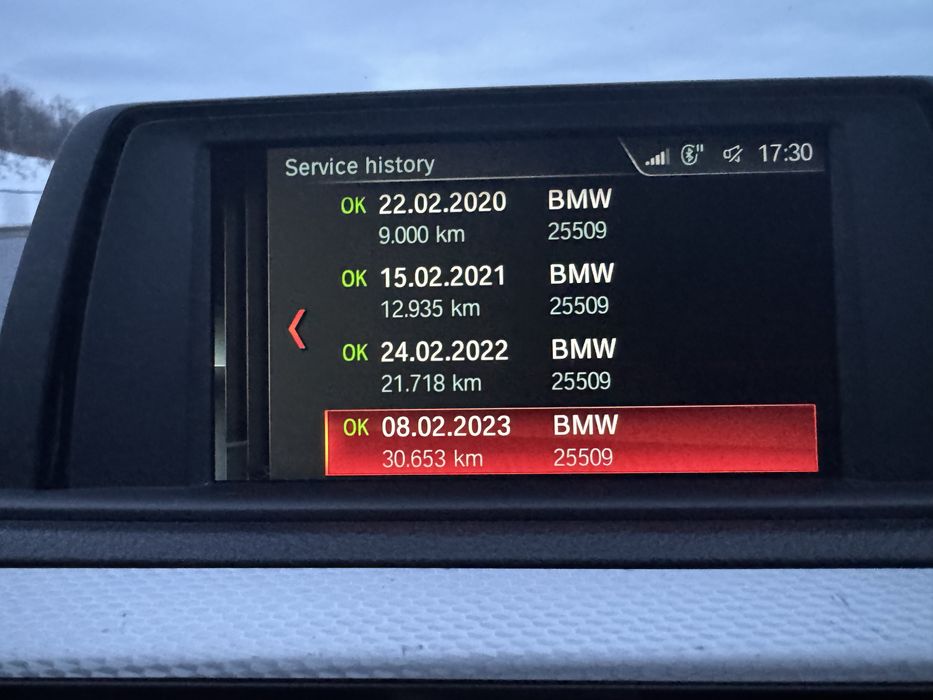 Service history 17:30
OK 22.02.2020 BMW
9.000 km 25509
OK 15.02.2021 BMW
12.935 km 25509
OK 24.02.2022 BMW
21.718 km 25509
OK 08.02.2023 BMW
30.653 km 25509